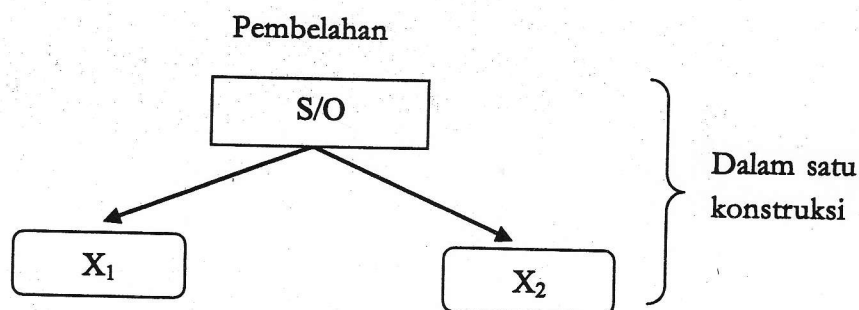 Pembelahan
S/O
Dalam satu
konstruksi
X₁
X₂